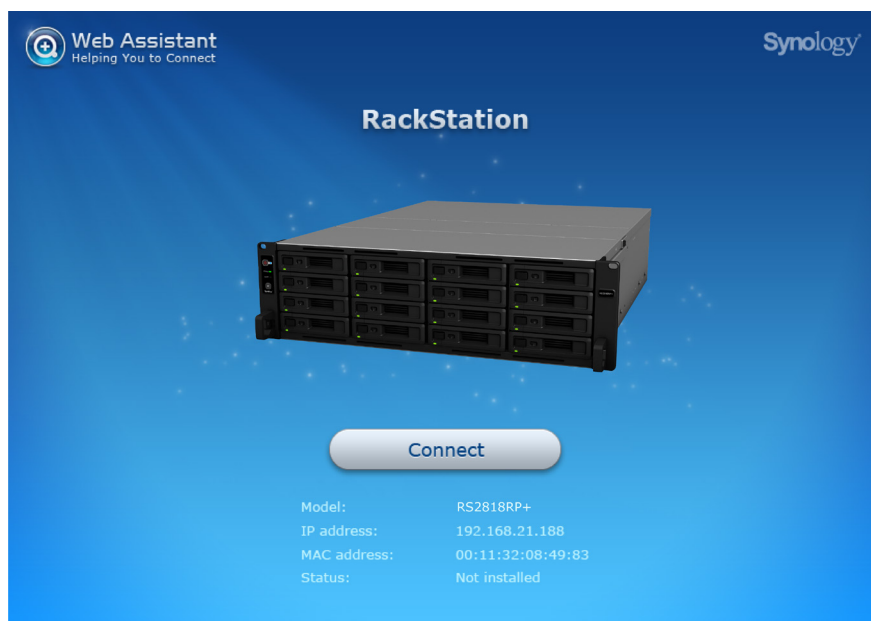 Web Assistant
Helping You to Connect
Synology
RackStation
Connect
Model: RS2818RP+
IP address: 192.168.21.188
MAC address: 00:11:32:08:49:83
Status: Not installed